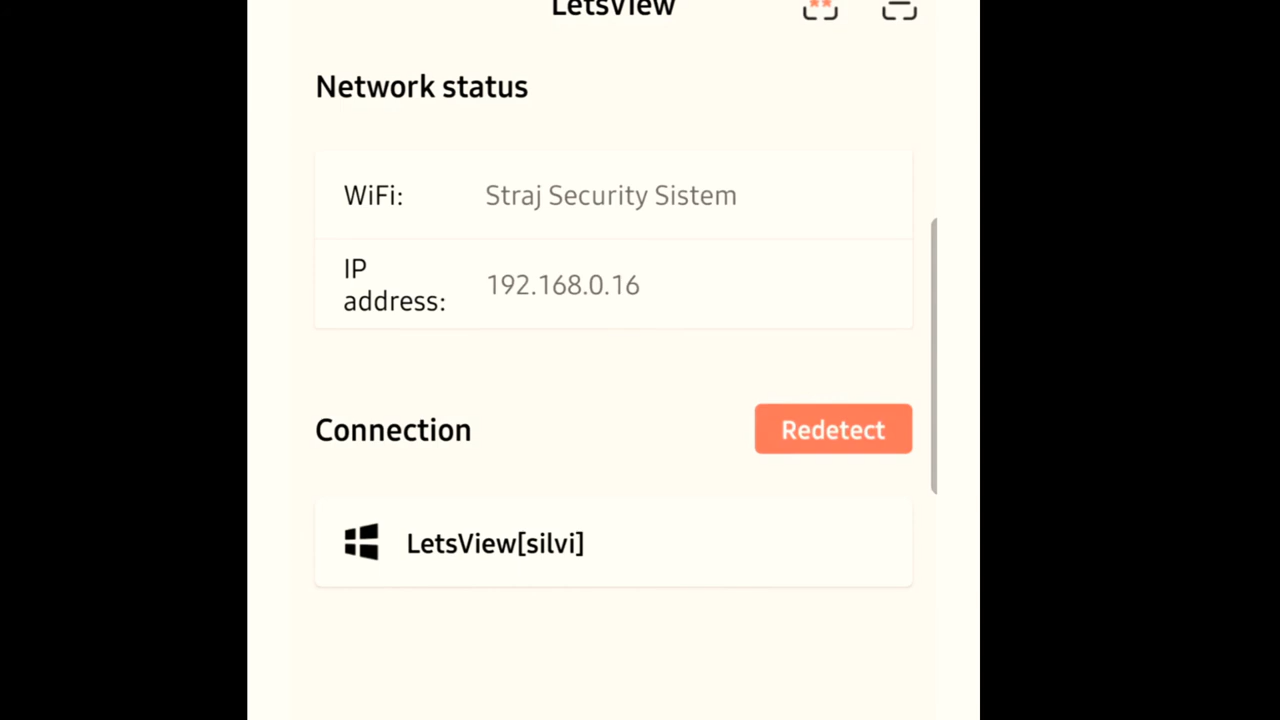 LetsView
Network status
WiFi: Straj Security Sistem
IP
address: 192.168.0.16
Connection Redetect
LetsView[silvi]